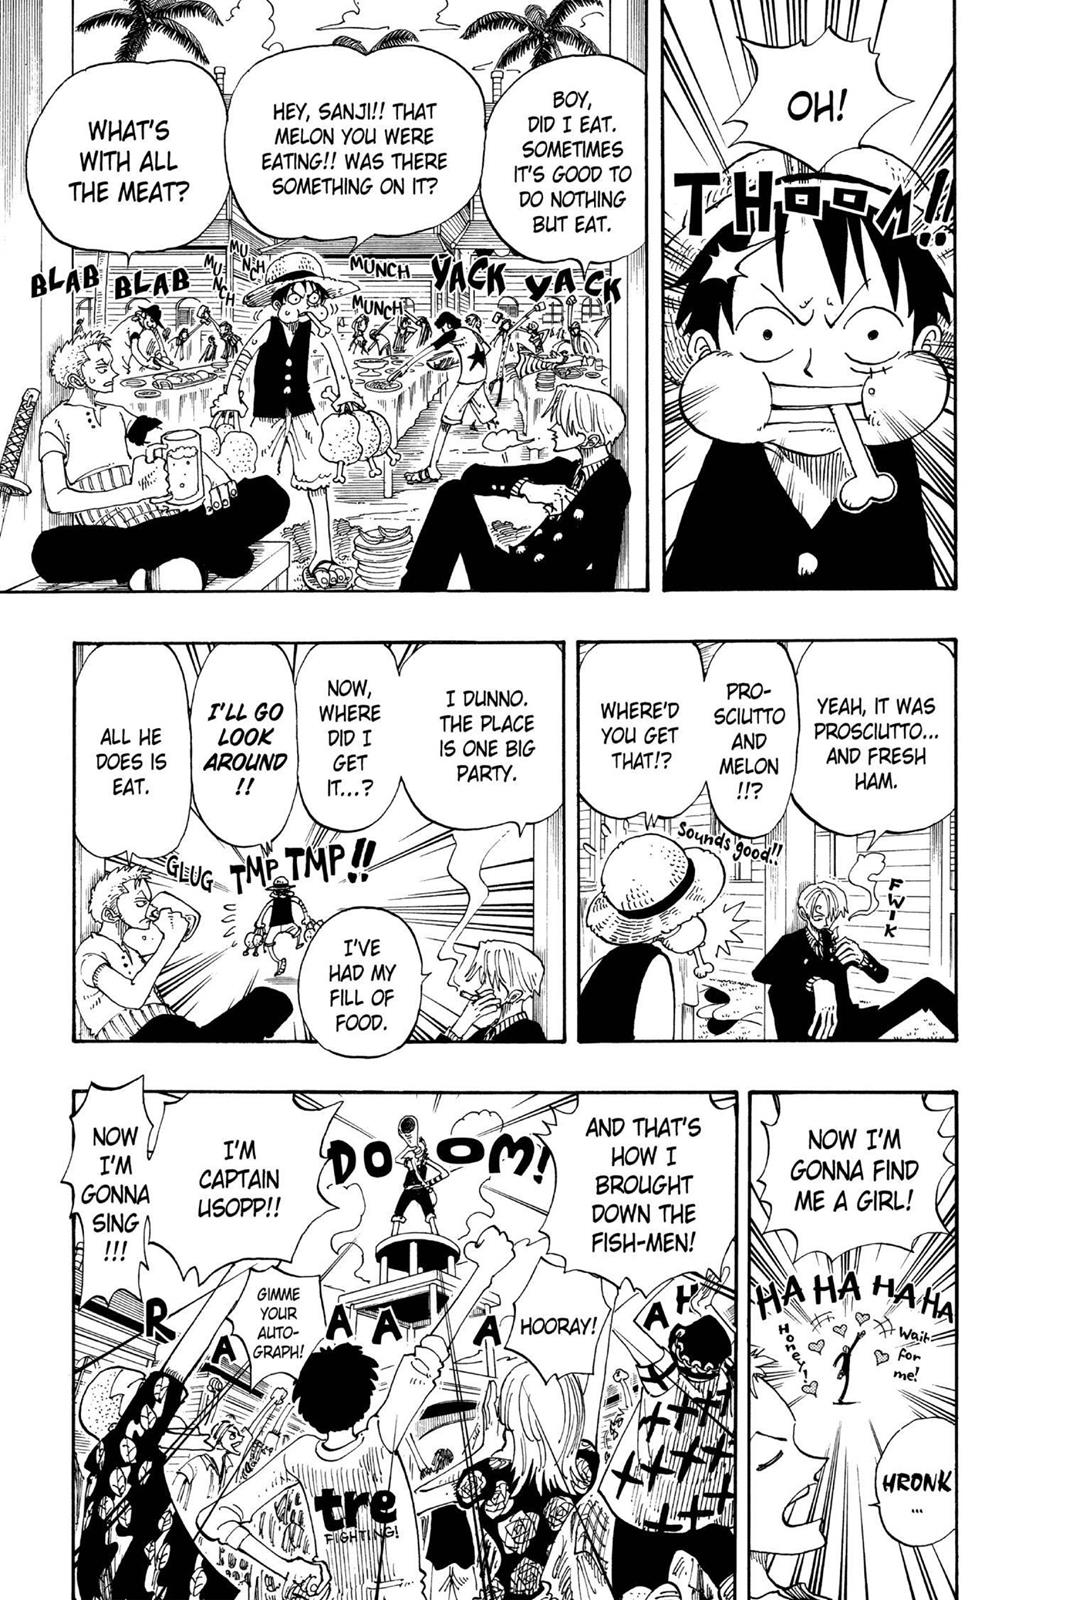 OH!
THOOM!!
BOY,
DID I EAT.
SOMETIMES
IT'S GOOD TO
DO NOTHING
BUT EAT.
HEY, SANJI!! THAT
MELON YOU WERE
EATING!! WAS THERE
SOMETHING ON IT?
WHAT'S
WITH ALL
THE MEAT?
YACK YACK
MUNCH
MUNCH
MUNCH
MUNCH
BLAB BLAB
YEAH, IT WAS
PROSCIUTTO...
AND FRESH
HAM.
PRO-
SCIUTTO
AND
MELON
!!?
WHERE'D
YOU GET
THAT!?
Sounds good!!
FWIK
I DUNNO.
THE PLACE
IS ONE BIG
PARTY.
NOW,
WHERE
DID I
GET
IT...?
I'LL GO
LOOK
AROUND
!!
ALL HE
DOES IS
EAT.
GLUG
TMP TMP!!
I'VE
HAD MY
FILL OF
FOOD.
NOW I'M
GONNA FIND
ME A GIRL!
HA HA HA HA
Honey!
Wait
for
me!
HRONK
...
AND THAT'S
HOW I
BROUGHT
DOWN THE
FISH-MEN!
DOOOM!
I'M
CAPTAIN
USOPP!!
NOW
I'M
GONNA
SING
!!!
GIMME
YOUR
AUTO-
GRAPH!
HOORAY!
RAAAAAH
tre
FIGHTING!